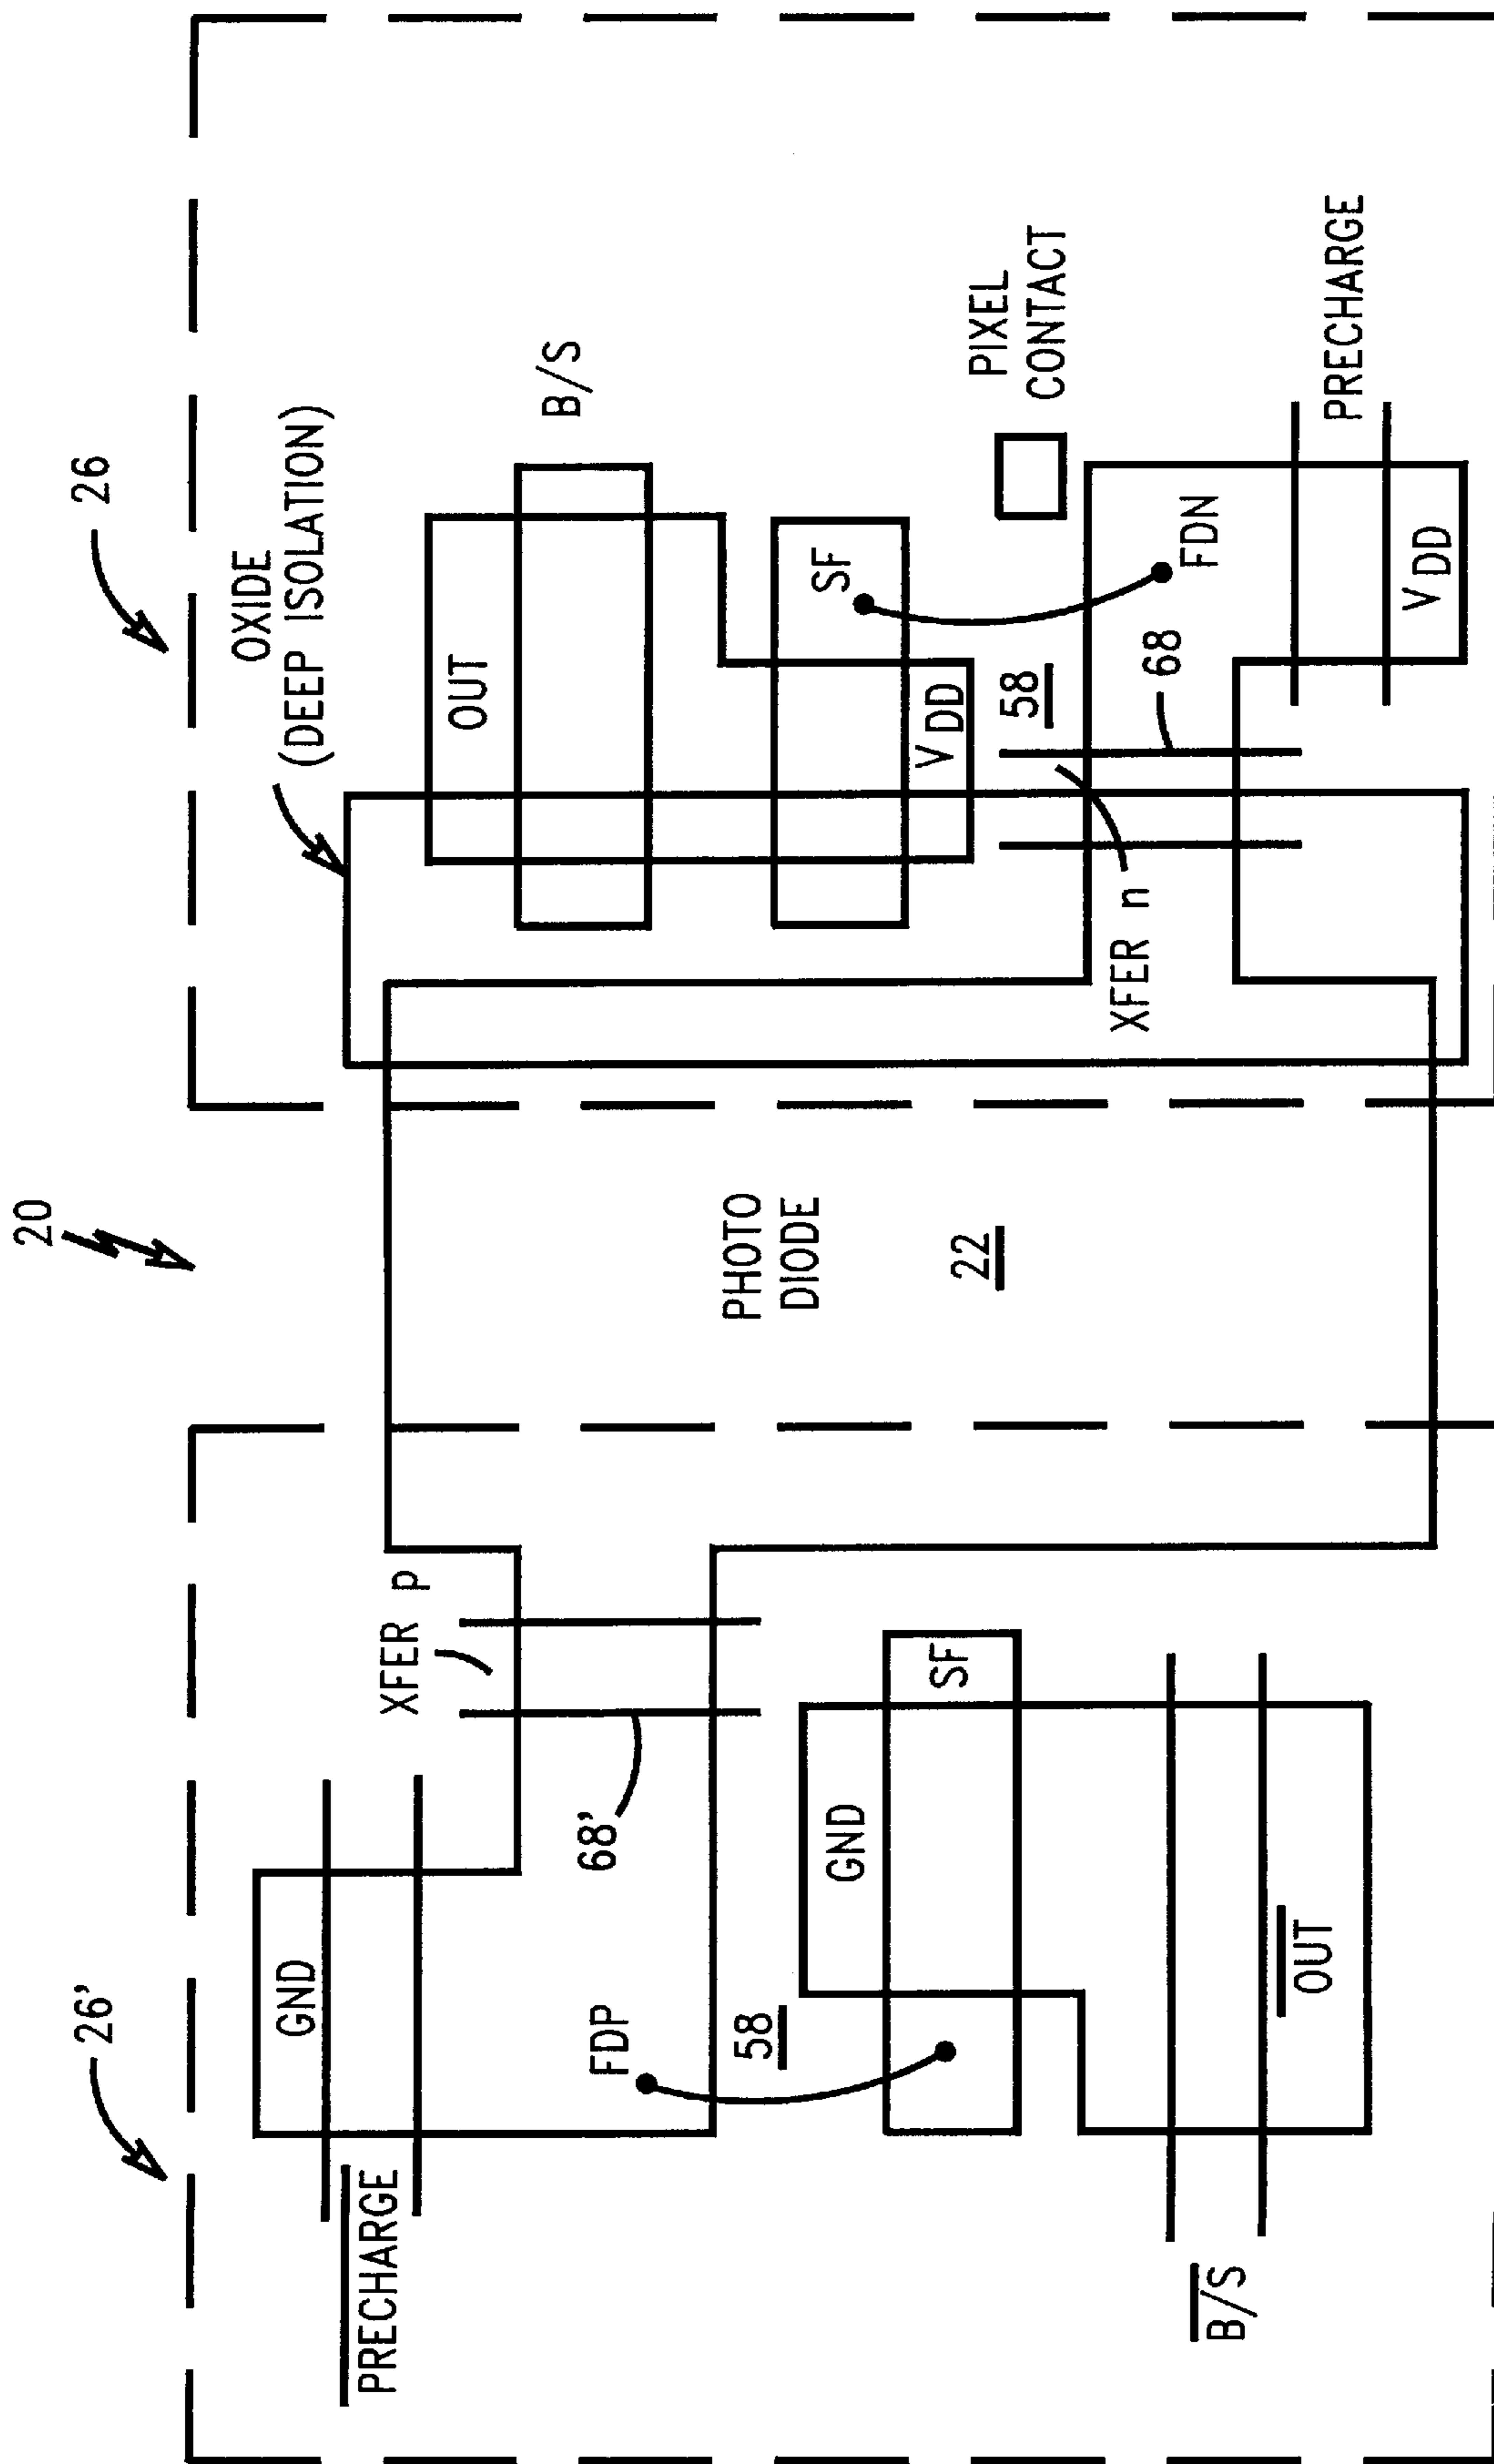 20
26'
26
OXIDE
(DEEP ISOLATION)
GND
PRECHARGE
XFER p
OUT
B/S
68'
FDP
58
PHOTO
DIODE
22
GND
SF
SF
V DD
58
PIXEL
CONTACT
XFER n
68
FDN
B/S
OUT
PRECHARGE
V DD